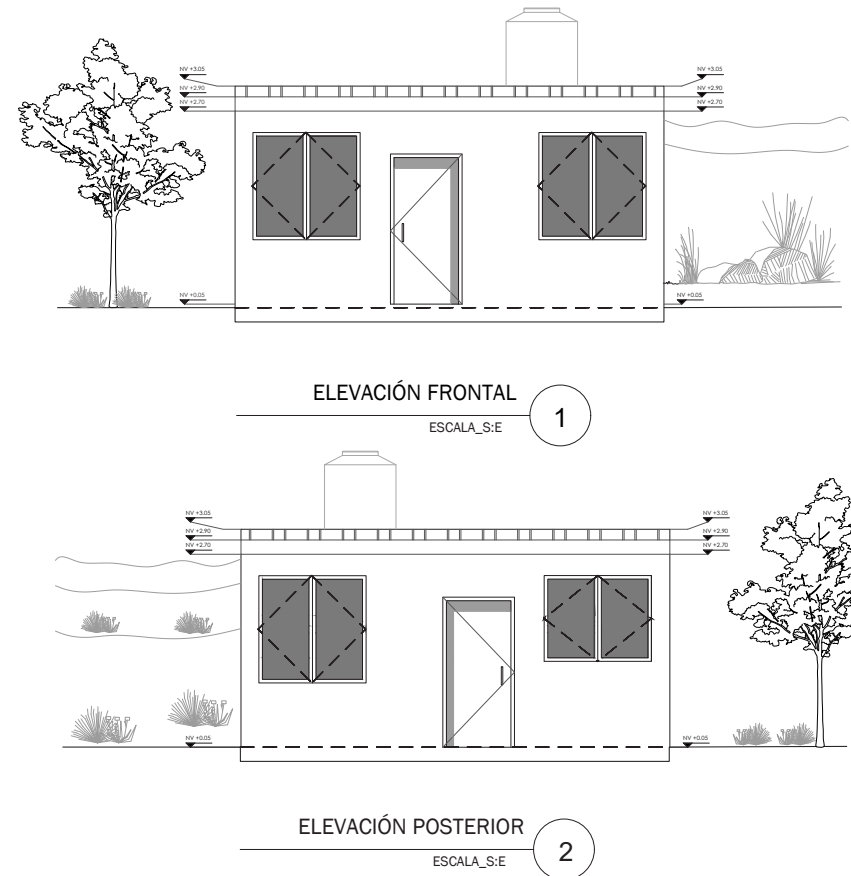 NV +3.05 NV +3.05
NV +2.90 NV +2.90
NV +2.70 NV +2.70
NV +0.05 NV +0.05
ELEVACIÓN FRONTAL
1
ESCALA_S:E
NV +3.05 NV +3.05
NV +2.90 NV +2.90
NV +2.70 NV +2.70
NV +0.05 NV +0.05
ELEVACIÓN POSTERIOR
2
ESCALA_S:E